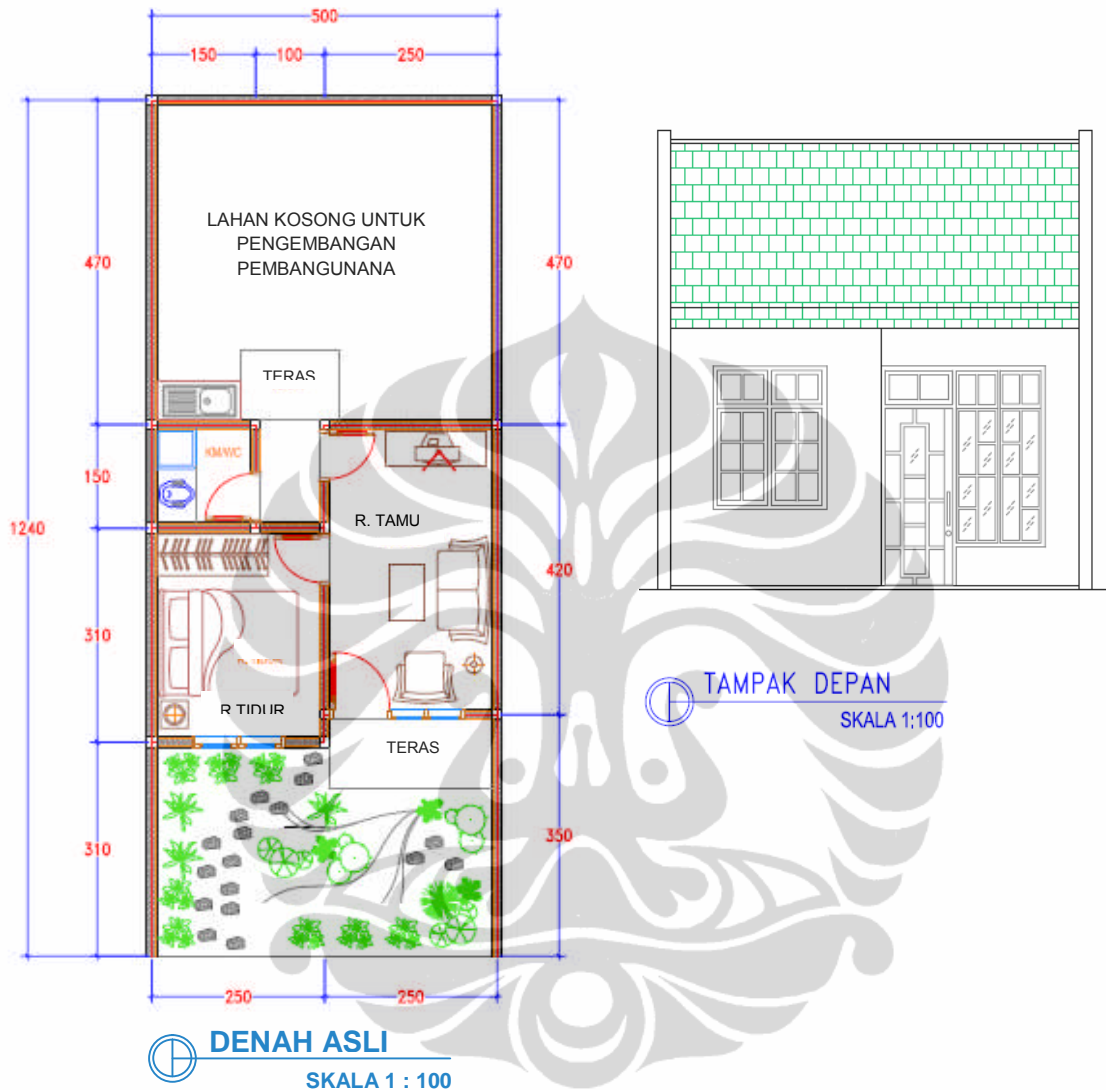 500
150
100
250
LAHAN KOSONG UNTUK
PENGEMBANGAN
PEMBANGUNANA
470
470
TERAS
KM/WC
150
R. TAMU
1240
420
310
R.TIDUR
TERAS
310
350
250
250
DENAH ASLI
SKALA 1 : 100
TAMPAK DEPAN
SKALA 1:100